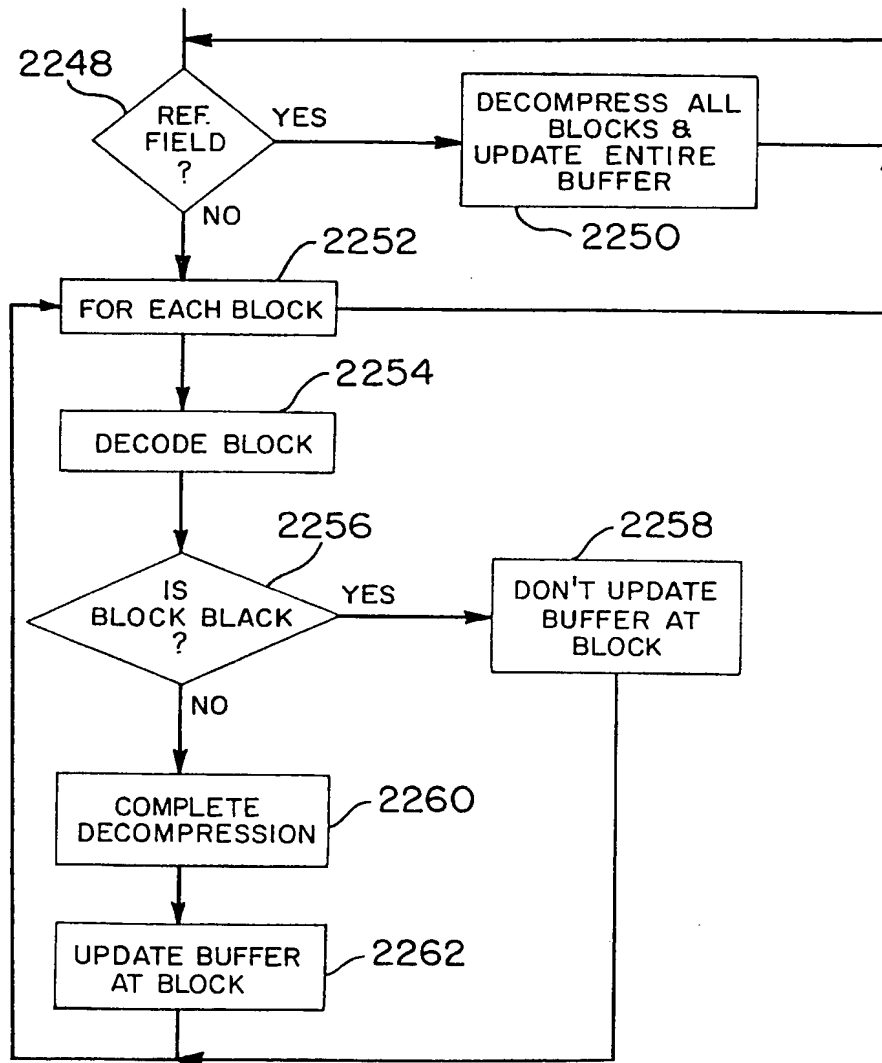 2248
REF.
FIELD
?
YES
NO
DECOMPRESS ALL
BLOCKS &
UPDATE ENTIRE
BUFFER
2250
2252
FOR EACH BLOCK
2254
DECODE BLOCK
2256
IS
BLOCK BLACK
?
YES
NO
2258
DON'T UPDATE
BUFFER AT
BLOCK
COMPLETE
DECOMPRESSION
2260
UPDATE BUFFER
AT BLOCK
2262